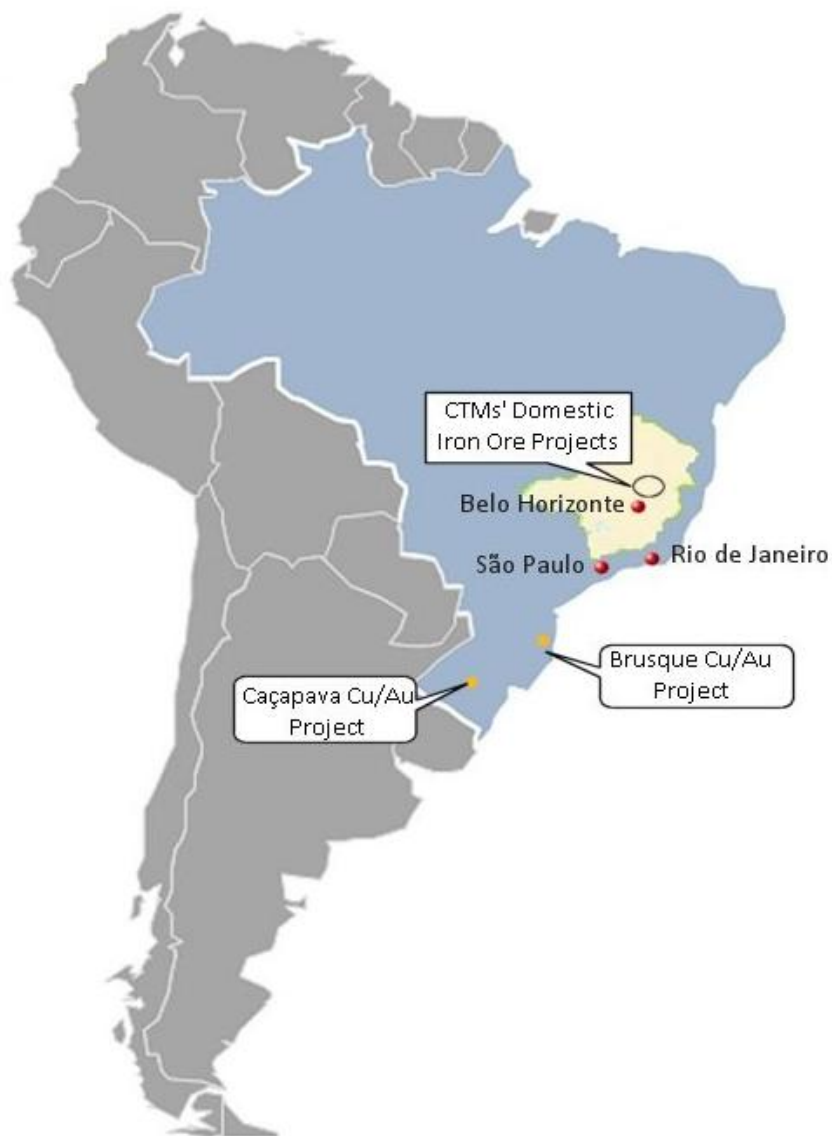 CTMs' Domestic
Iron Ore Projects
Belo Horizonte
São Paulo
Rio de Janeiro
Brusque Cu/Au
Project
Caçapava Cu/Au
Project